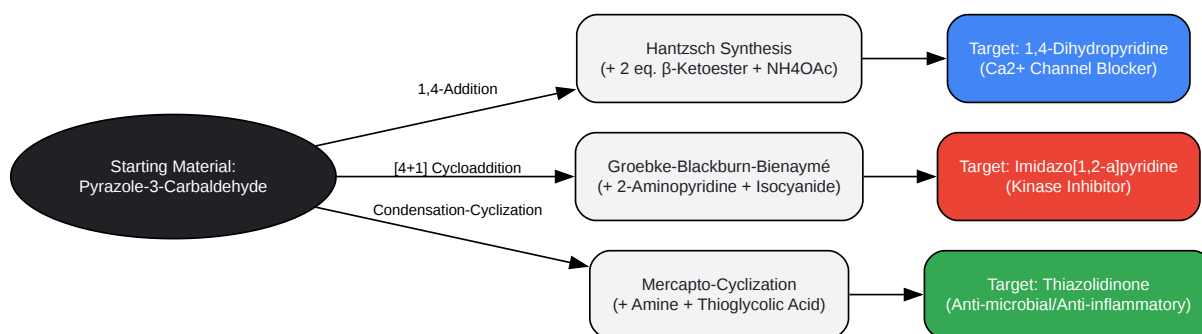 Starting Material:
Pyrazole-3-Carbaldehyde
1,4-Addition
[4+1] Cycloaddition
Condensation-Cyclization
Hantzsch Synthesis
(+ 2 eq. β-Ketoester + NH4OAc)
Groebke-Blackburn-Bienaymé
(+ 2-Aminopyridine + Isocyanide)
Mercapto-Cyclization
(+ Amine + Thioglycolic Acid)
Target: 1,4-Dihydropyridine
(Ca2+ Channel Blocker)
Target: Imidazo[1,2-a]pyridine
(Kinase Inhibitor)
Target: Thiazolidinone
(Anti-microbial/Anti-inflammatory)